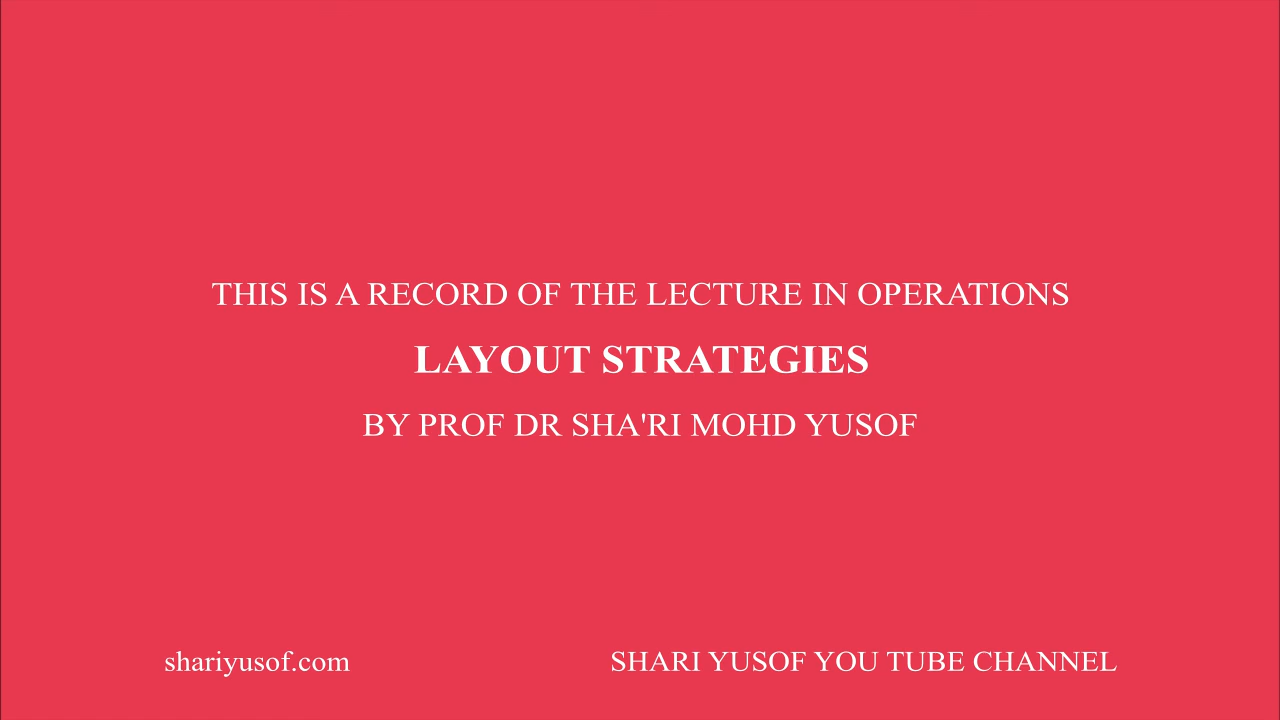 THIS IS A RECORD OF THE LECTURE IN OPERATIONS
LAYOUT STRATEGIES
BY PROF DR SHA'RI MOHD YUSOF
shariyusof.com
SHARI YUSOF YOU TUBE CHANNEL